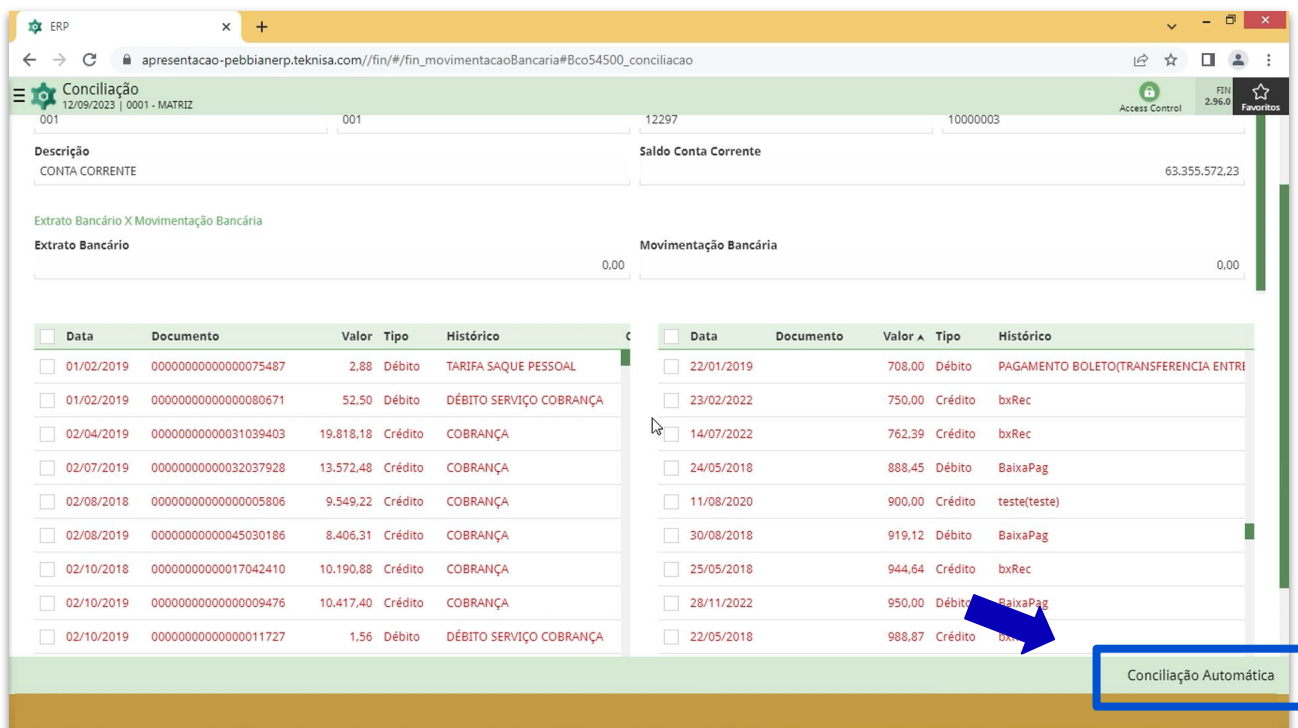 ERP
apresentacao-pebbianerp.teknisa.com//fin/#/fin_movimentacaoBancaria#Bco54500_conciliacao
Conciliação
12/09/2023 | 0001 - MATRIZ
Access Control
FIN
2.96.0
Favoritos
001 001 12297 10000003
Descrição Saldo Conta Corrente
CONTA CORRENTE 63.355.572,23
Extrato Bancário X Movimentação Bancária
Extrato Bancário Movimentação Bancária
0,00 0,00
Data Documento Valor Tipo Histórico Data Documento Valor Tipo Histórico
01/02/2019 00000000000000075487 2,88 Débito TARIFA SAQUE PESSOAL 22/01/2019 708,00 Débito PAGAMENTO BOLETO(TRANSFERENCIA ENTRE
01/02/2019 00000000000000080671 52,50 Débito DÉBITO SERVIÇO COBRANÇA 23/02/2022 750,00 Crédito bxRec
02/04/2019 00000000000031039403 19.818,18 Crédito COBRANÇA 14/07/2022 762,39 Crédito bxRec
02/07/2019 00000000000032037928 13.572,48 Crédito COBRANÇA 24/05/2018 888,45 Débito BaixaPag
02/08/2018 00000000000000005806 9.549,22 Crédito COBRANÇA 11/08/2020 900,00 Crédito teste(teste)
02/08/2019 00000000000045030186 8.406,31 Crédito COBRANÇA 30/08/2018 919,12 Débito BaixaPag
02/10/2018 00000000000017042410 10.190,88 Crédito COBRANÇA 25/05/2018 944,64 Crédito bxRec
02/10/2019 00000000000000009476 10.417,40 Crédito COBRANÇA 28/11/2022 950,00 Débito BaixaPag
02/10/2019 00000000000000011727 1,56 Débito DÉBITO SERVIÇO COBRANÇA 22/05/2018 988,87 Crédito
Conciliação Automática